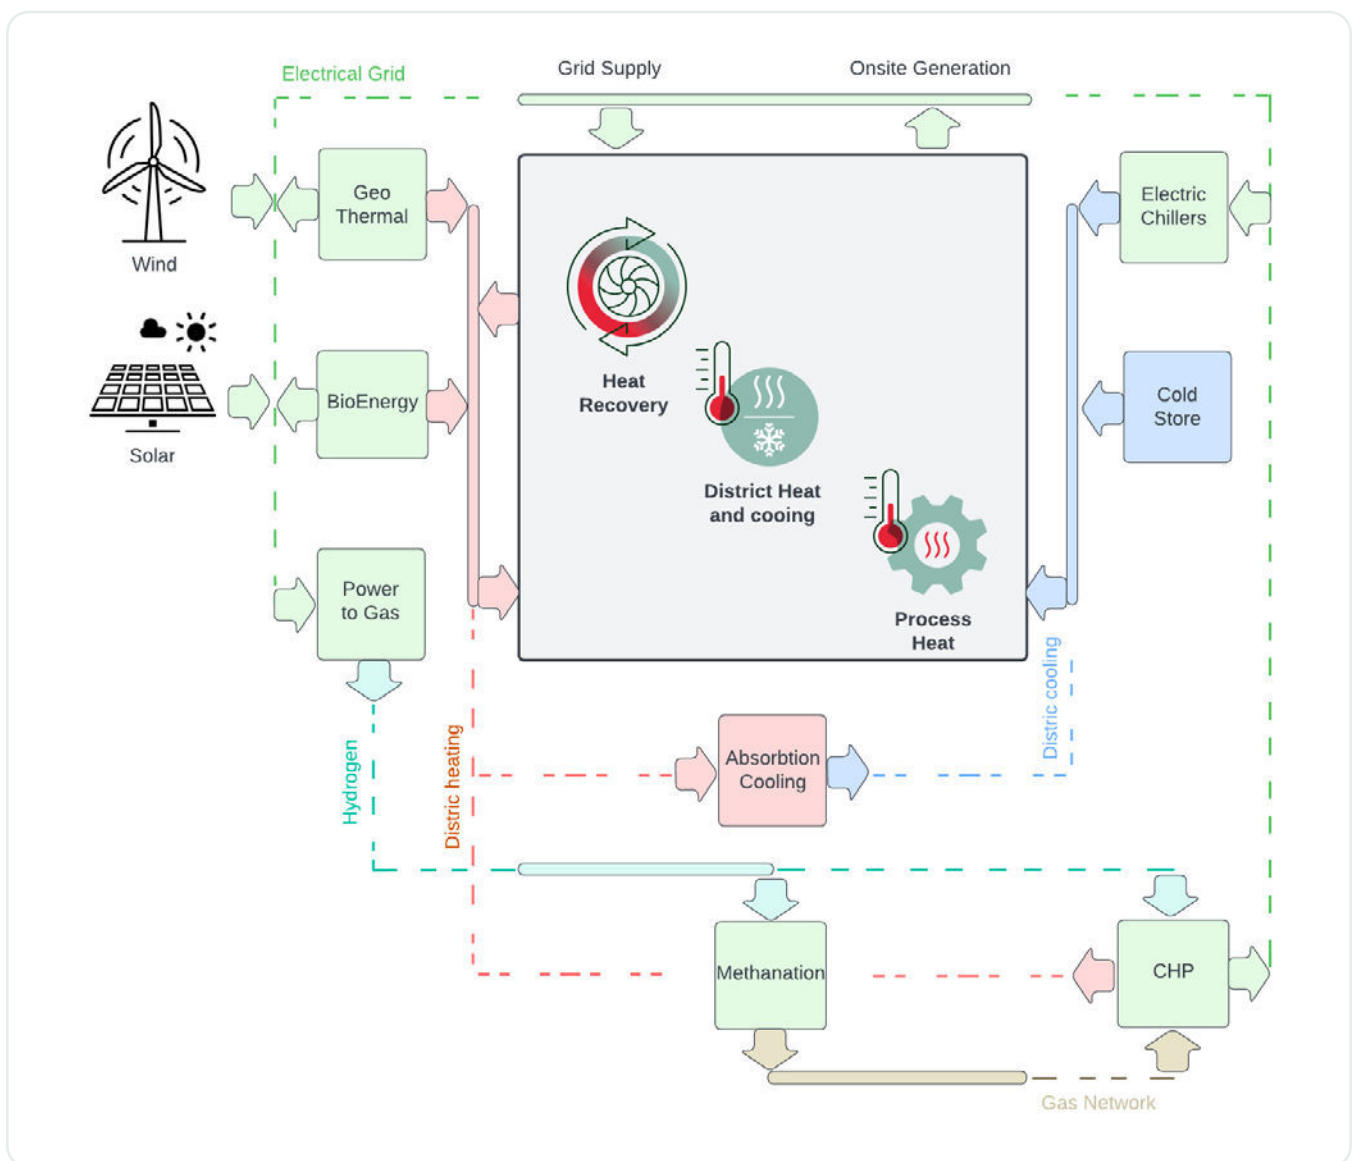 Electrical Grid
Grid Supply
Onsite Generation
Geo
Thermal
Electric
Chillers
Wind
Heat
Recovery
BioEnergy
Cold
Store
Solar
District Heat
and cooing
Power
to Gas
Process
Heat
Distric cooling
Hydrogen
Distric heating
Absorbtion
Cooling
Methanation
CHP
Gas Network